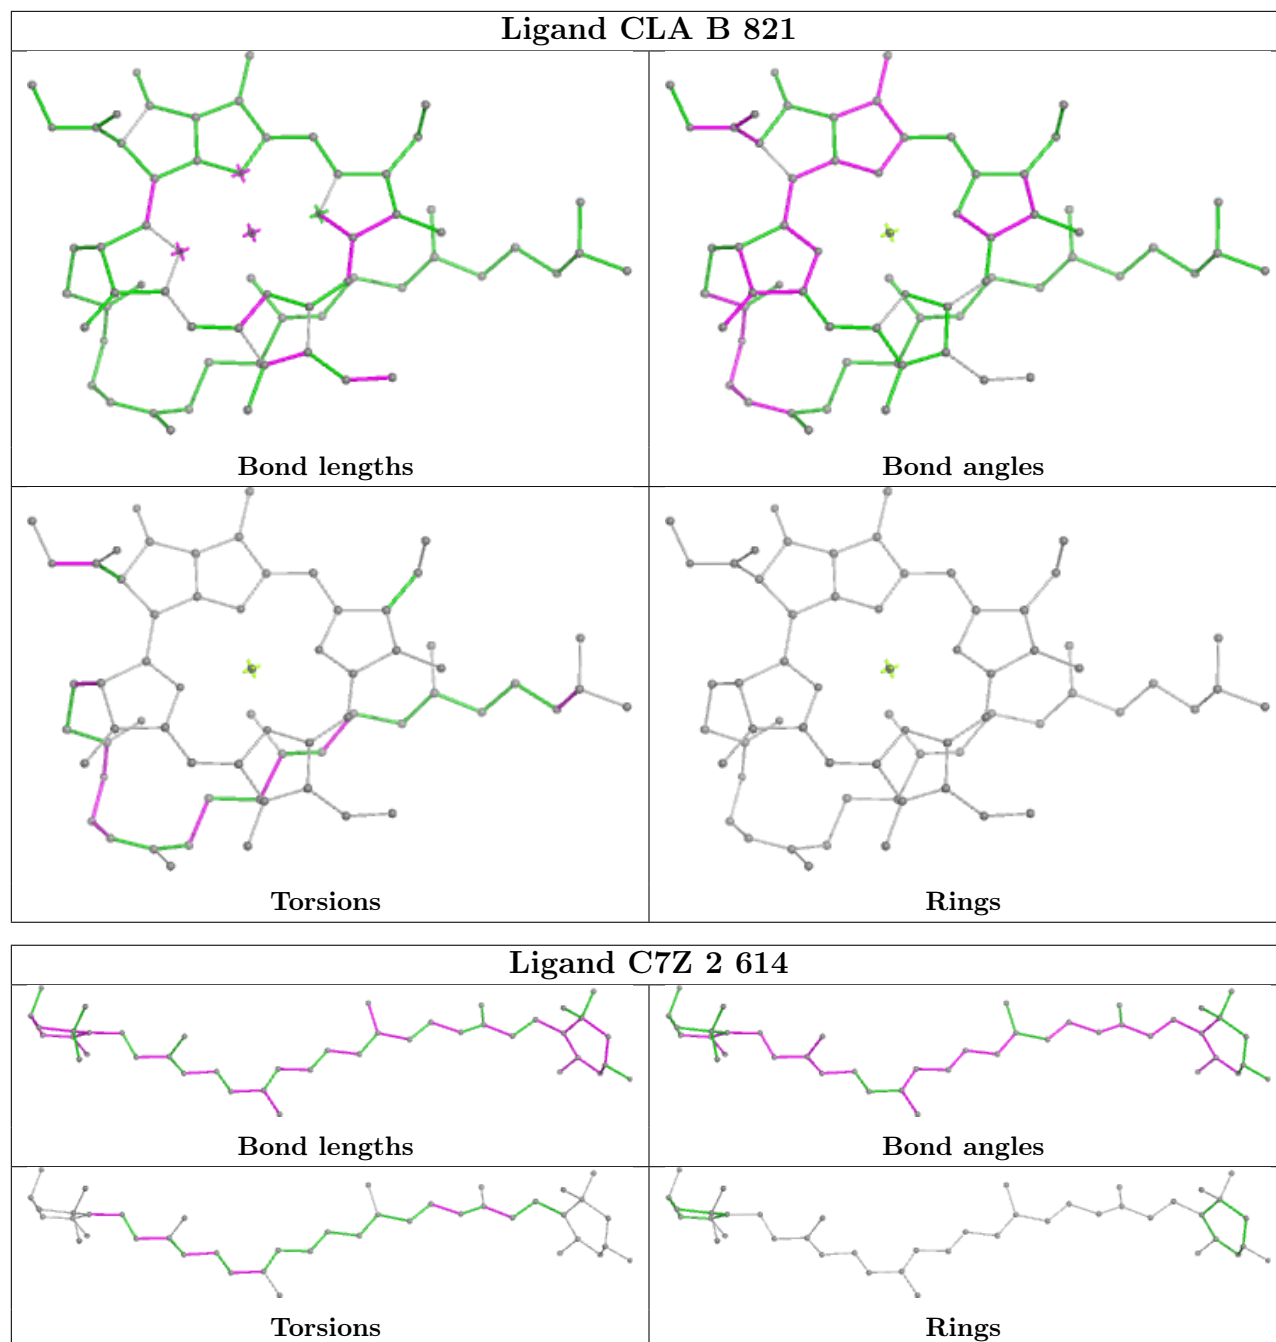 Ligand CLA B 821
Bond lengths
Bond angles
Torsions
Rings
Ligand C7Z 2 614
Bond lengths
Bond angles
Torsions
Rings